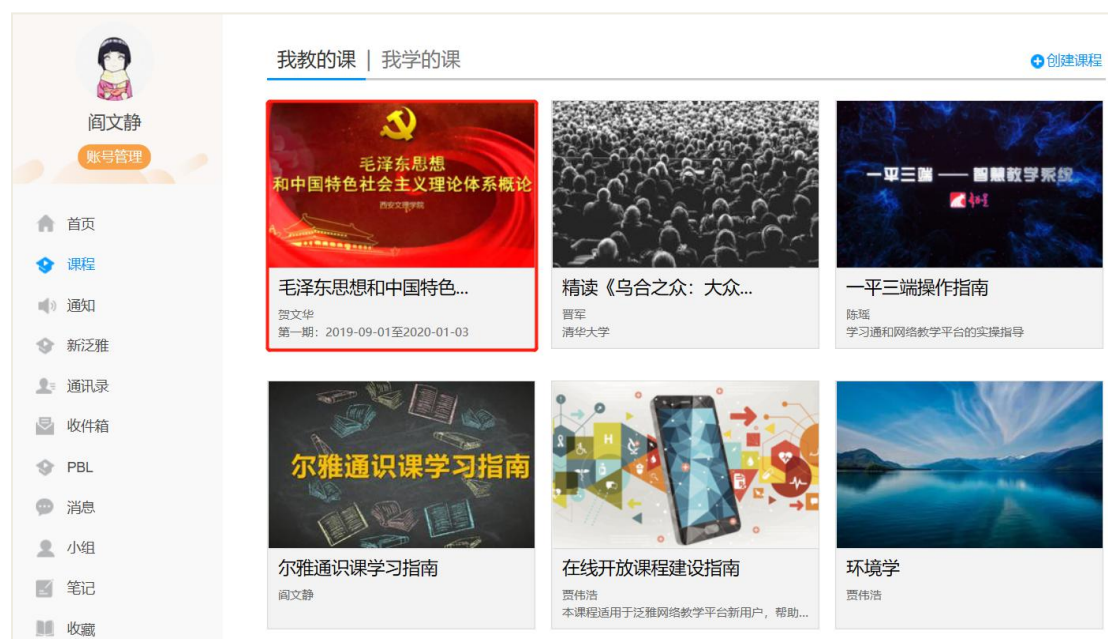 阎文静
账号管理
首页
课程
通知
新泛雅
通讯录
收件箱
PBL
消息
小组
笔记
收藏
我教的课 | 我学的课
创建课程
毛泽东思想
和中国特色社会主义理论体系概论
西安文理学院
毛泽东思想和中国特色...
贺文华
第一期：2019-09-01至2020-01-03
精读《乌合之众：大众...
晋军
清华大学
一平三端 —— 智慧教学系统
一平三端操作指南
陈瑶
学习通和网络教学平台的实操指导
尔雅通识课学习指南
尔雅通识课学习指南
阎文静
H
在线开放课程建设指南
贾伟浩
本课程适用于泛雅网络教学平台新用户，帮助...
环境学
贾伟浩